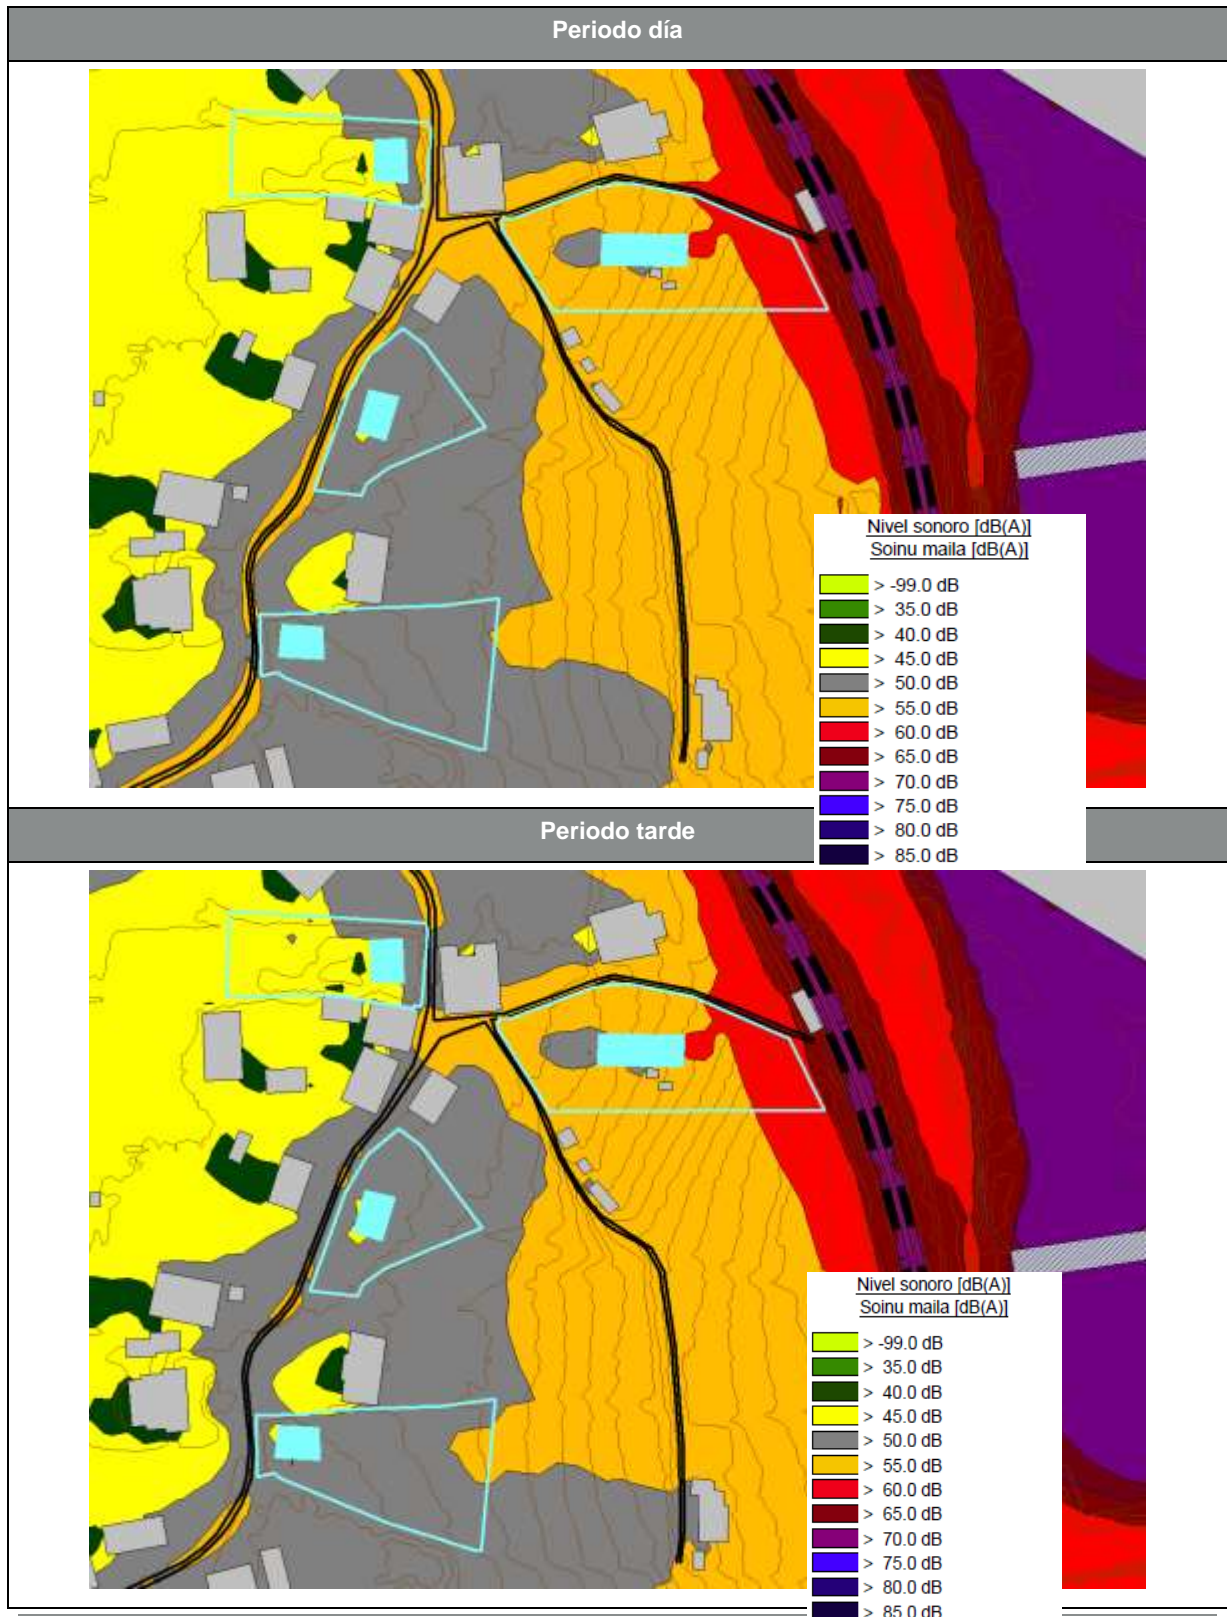 Periodo día
Nivel sonoro [dB(A)]
Soinu maila [dB(A)]
> -99.0 dB
> 35.0 dB
> 40.0 dB
> 45.0 dB
> 50.0 dB
> 55.0 dB
> 60.0 dB
> 65.0 dB
> 70.0 dB
> 75.0 dB
> 80.0 dB
> 85.0 dB
Periodo tarde
Nivel sonoro [dB(A)]
Soinu maila [dB(A)]
> -99.0 dB
> 35.0 dB
> 40.0 dB
> 45.0 dB
> 50.0 dB
> 55.0 dB
> 60.0 dB
> 65.0 dB
> 70.0 dB
> 75.0 dB
> 80.0 dB
> 85.0 dB